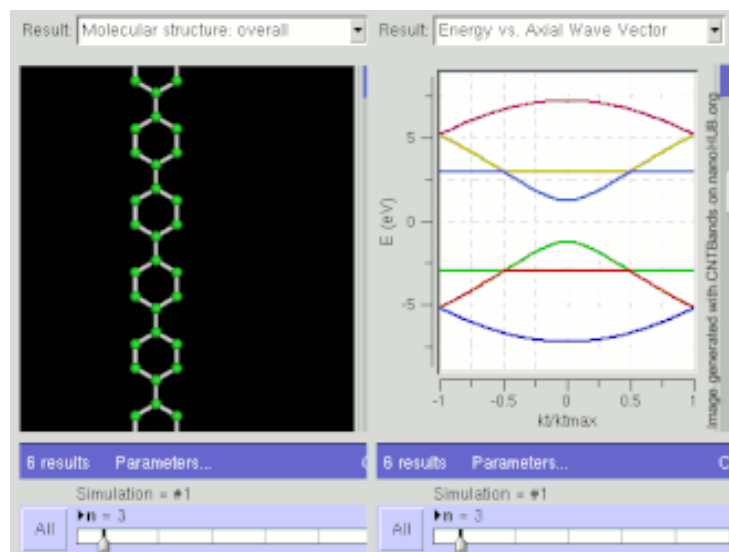 Result: Molecular structure: overall
Result: Energy vs. Axial Wave Vector
5
0
-5
E (eV)
-1 -0.5 0 0.5 1
kt/ktmax
Image generated with CNTBands on nanoHUB.org
6 results Parameters...
6 results Parameters... C
Simulation = #1
All
n = 3
Simulation = #1
All
n = 3